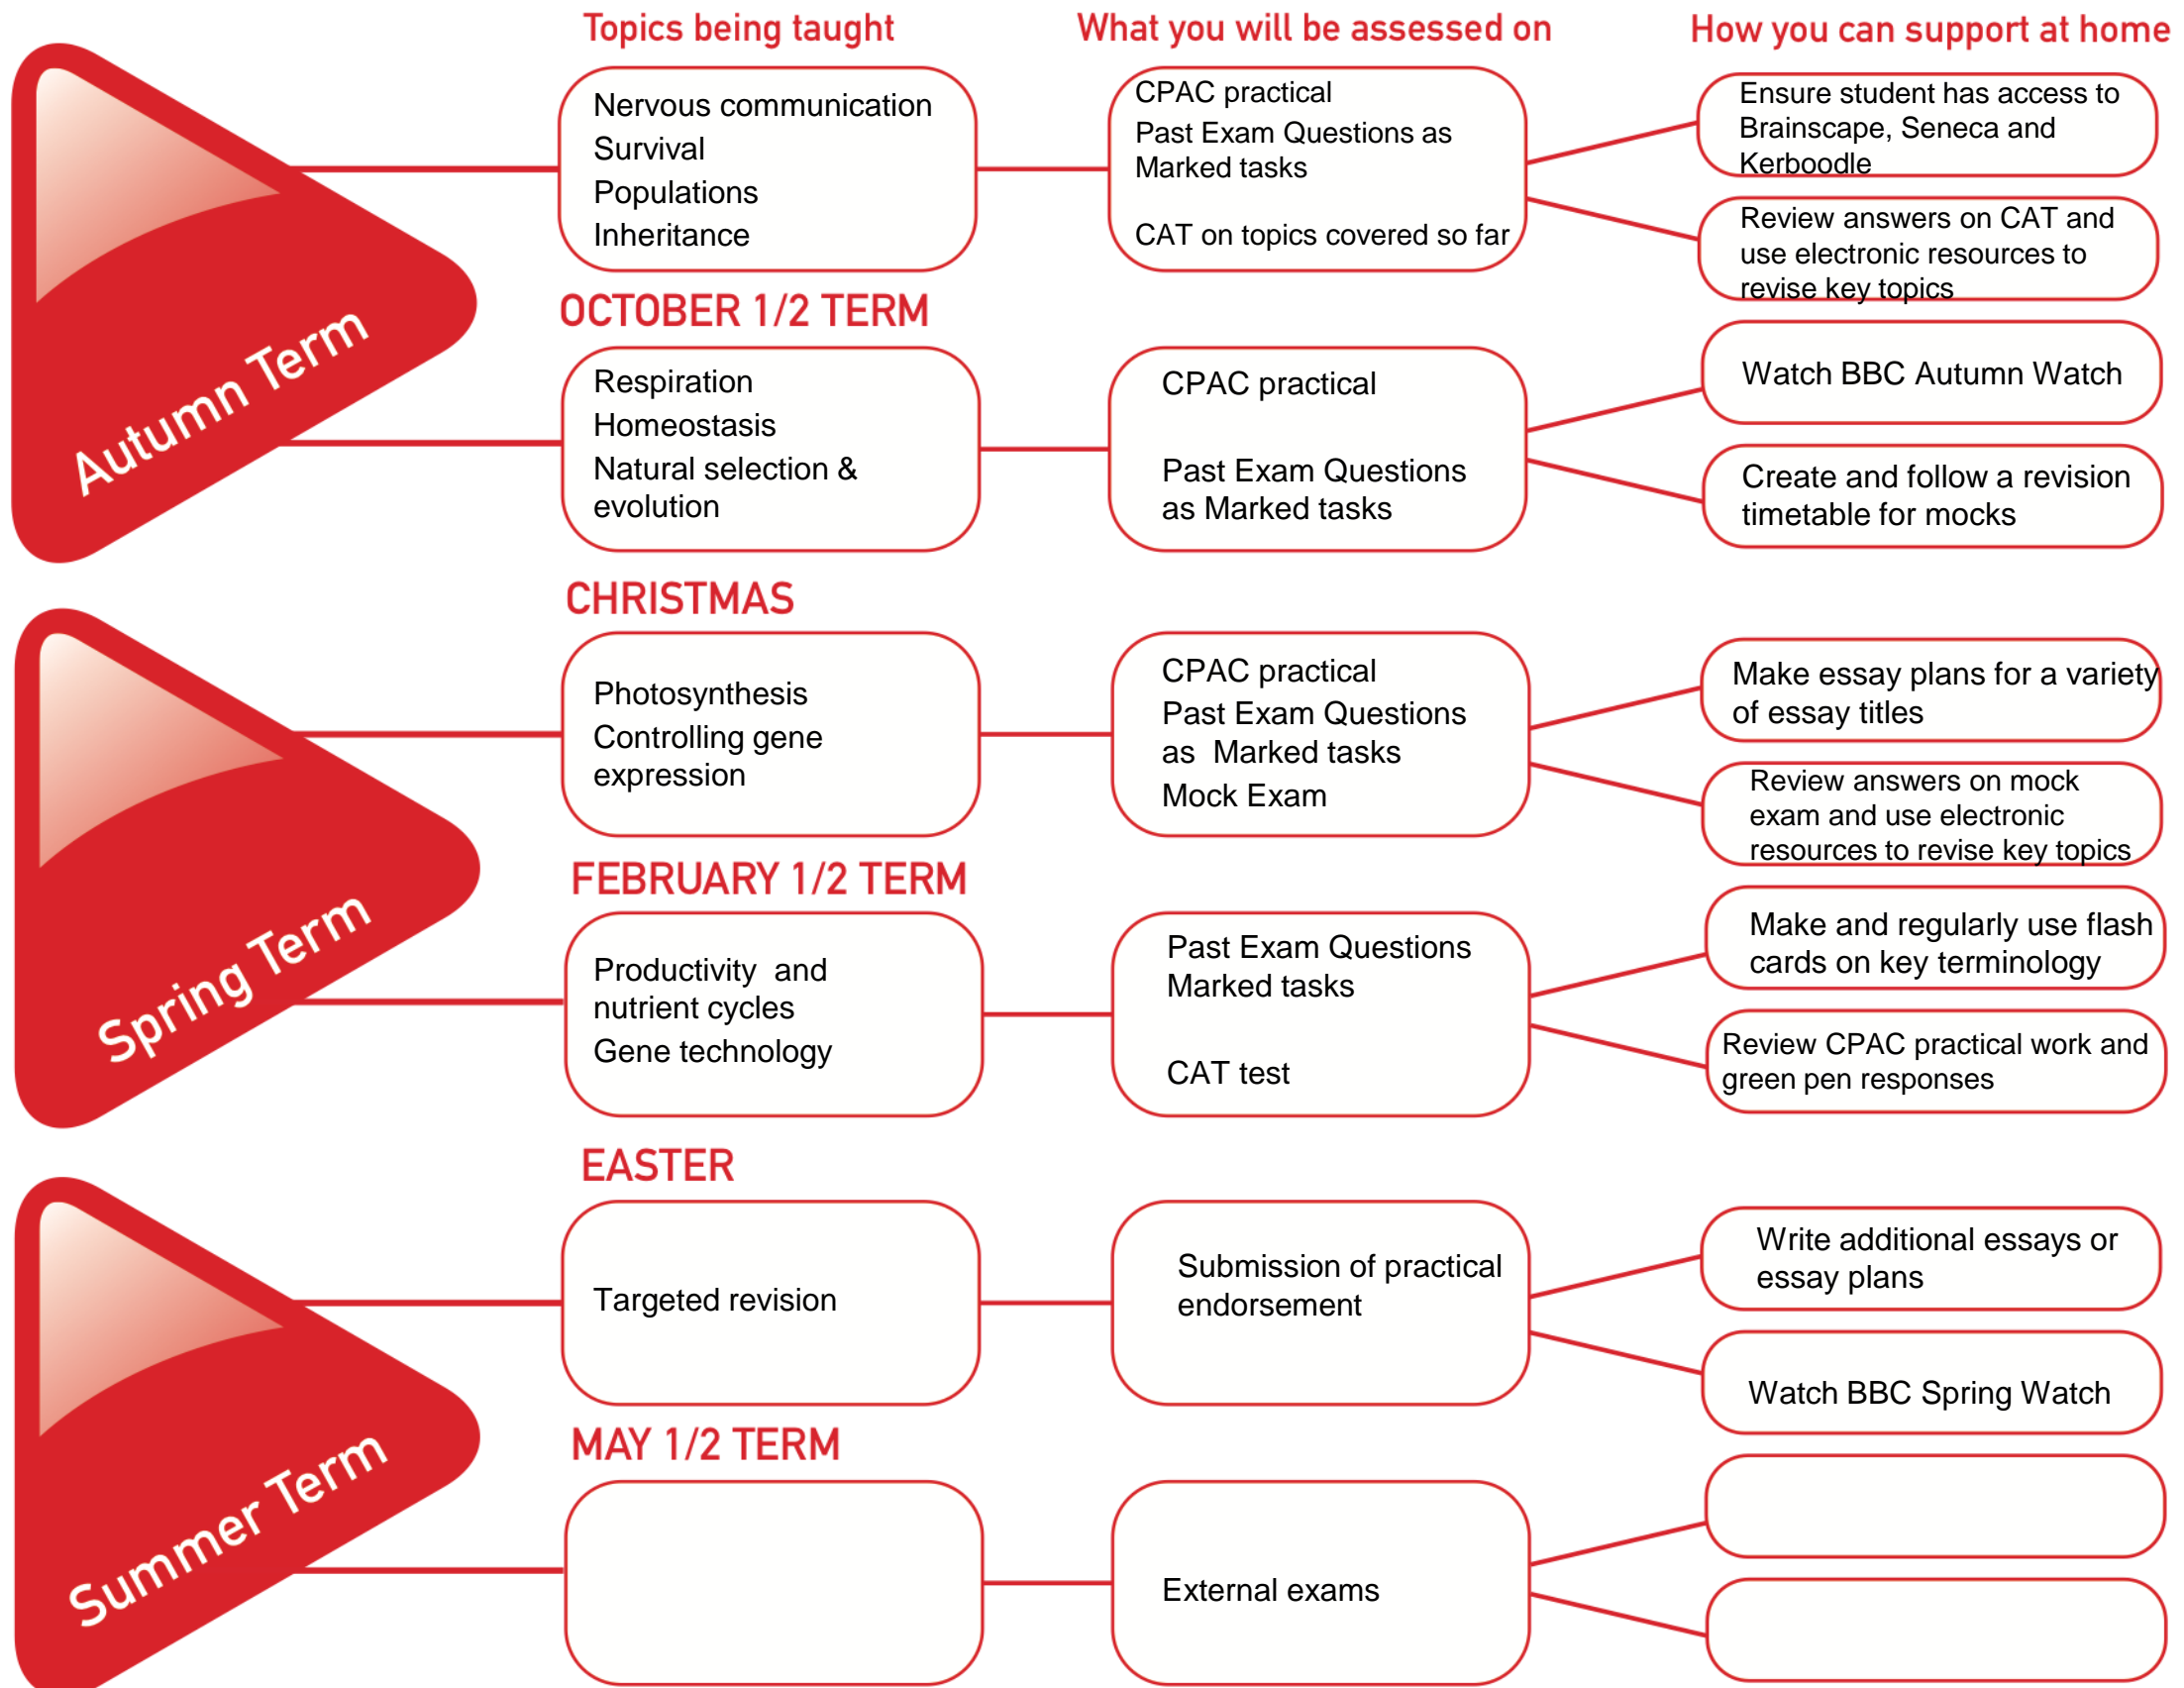 Topics being taught
What you will be assessed on
How you can support at home
Autumn Term
Nervous communication
Survival
Populations
Inheritance
CPAC practical
Past Exam Questions as
Marked tasks
CAT on topics covered so far
Ensure student has access to
Brainscape, Seneca and
Kerboodle
Review answers on CAT and
use electronic resources to
revise key topics
OCTOBER 1/2 TERM
Respiration
Homeostasis
Natural selection &
evolution
CPAC practical
Past Exam Questions
as Marked tasks
Watch BBC Autumn Watch
Create and follow a revision
timetable for mocks
CHRISTMAS
Spring Term
Photosynthesis
Controlling gene
expression
CPAC practical
Past Exam Questions
as  Marked tasks
Mock Exam
Make essay plans for a variety
of essay titles
Review answers on mock
exam and use electronic
resources to revise key topics
FEBRUARY 1/2 TERM
Productivity  and
nutrient cycles
Gene technology
Past Exam Questions
Marked tasks
CAT test
Make and regularly use flash
cards on key terminology
Review CPAC practical work and
green pen responses
EASTER
Summer Term
Targeted revision
Submission of practical
endorsement
Write additional essays or
essay plans
Watch BBC Spring Watch
MAY 1/2 TERM
External exams